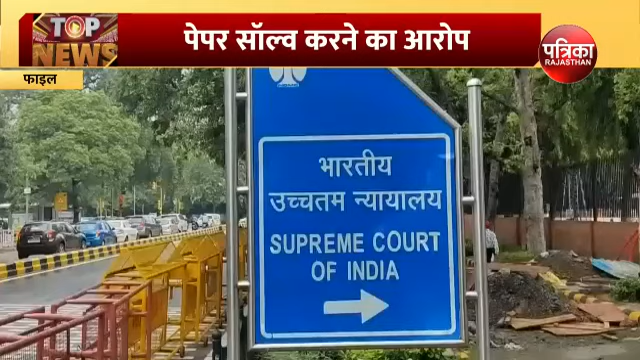 TOP
NEWS
पेपर सॉल्व करने का आरोप
पत्रिका
RAJASTHAN
फाइल
भारतीय
उच्चतम न्यायालय
SUPREME COURT
OF INDIA